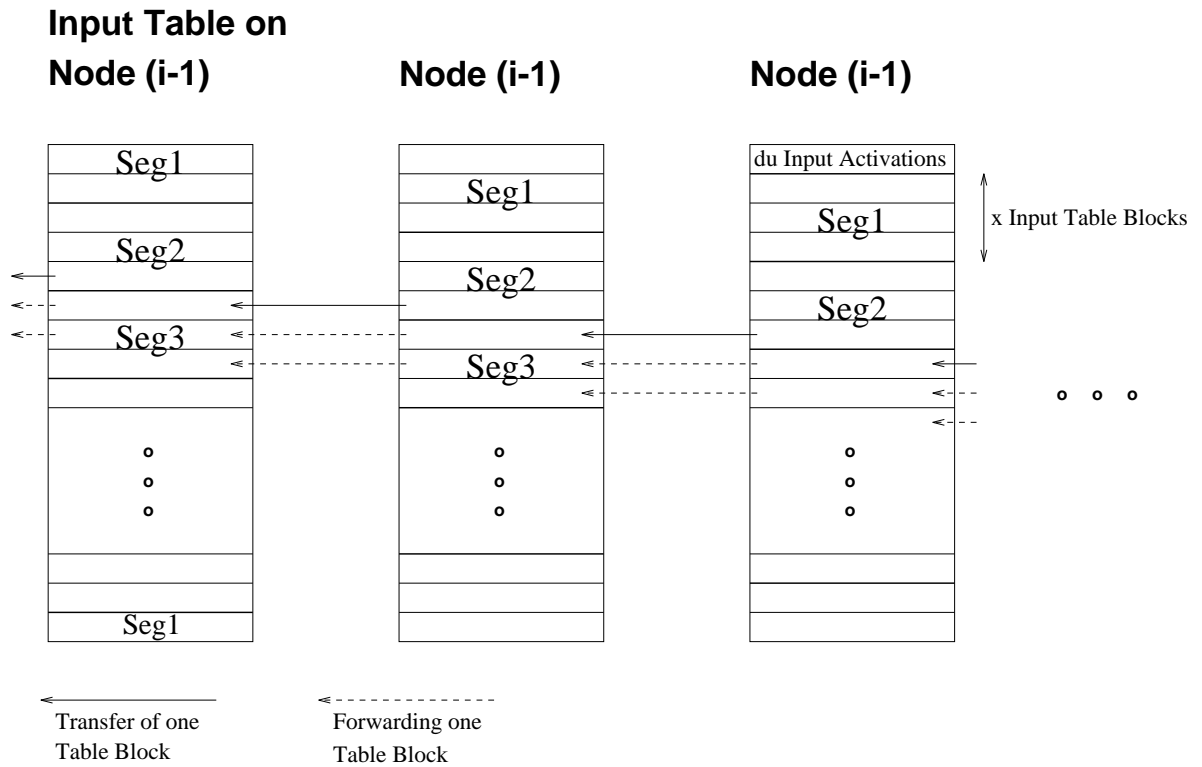 Input Table on
Node (i-1)
Node (i-1)
Node (i-1)
Seg1
Seg2
Seg3
o
o
o
Seg1
Seg1
Seg2
Seg3
o
o
o
du Input Activations
Seg1
Seg2
o
o
o
x Input Table Blocks
o o o
Transfer of one
Table Block
Forwarding one
Table Block